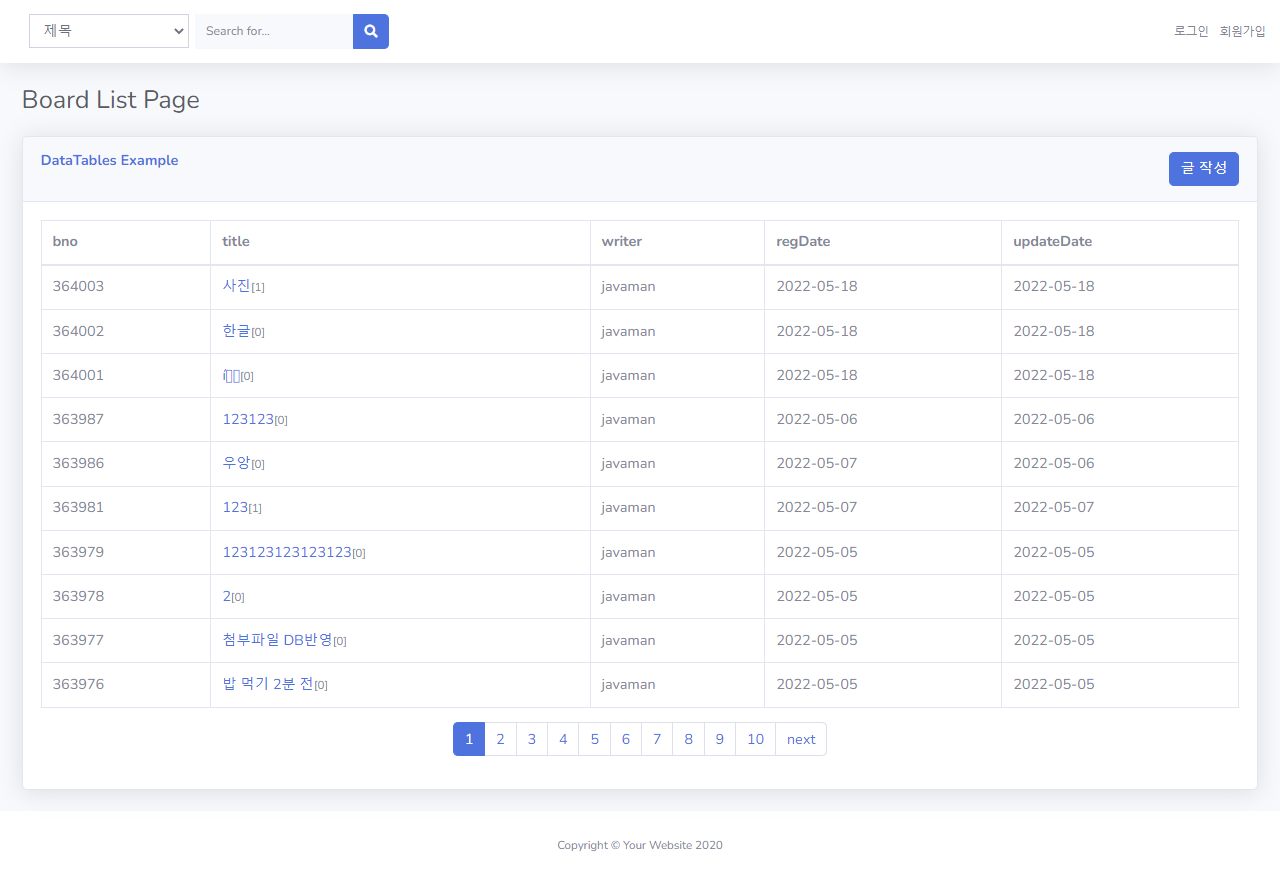 제목 Search for... 로그인 회원가입
Board List Page
DataTables Example 글 작성
bno title writer regDate updateDate
364003 사진[1] javaman 2022-05-18 2022-05-18
364002 한글[0] javaman 2022-05-18 2022-05-18
364001 [0] javaman 2022-05-18 2022-05-18
363987 123123[0] javaman 2022-05-06 2022-05-06
363986 우앙[0] javaman 2022-05-07 2022-05-06
363981 123[1] javaman 2022-05-07 2022-05-07
363979 123123123123123[0] javaman 2022-05-05 2022-05-05
363978 2[0] javaman 2022-05-05 2022-05-05
363977 첨부파일 DB반영[0] javaman 2022-05-05 2022-05-05
363976 밥 먹기 2분 전[0] javaman 2022-05-05 2022-05-05
1 2 3 4 5 6 7 8 9 10 next
Copyright © Your Website 2020